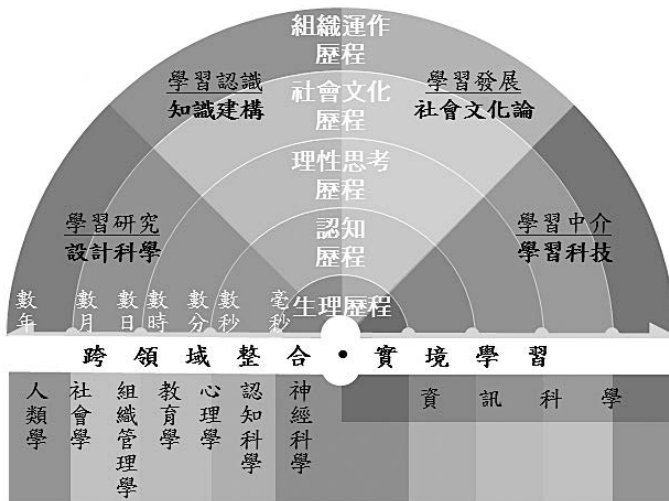 組織運作
歷程
學習認識
知識建構
學習發展
社會文化論
社會文化
歷程
理性思考
歷程
學習研究
設計科學
學習中介
學習科技
認知
歷程
生理歷程
數年
數月
數日
數時
數分
數秒
毫秒
跨領域整合・實境學習
人類學
社會學
組織管理學
教育學
心理學
認知科學
神經科學
資訊科學